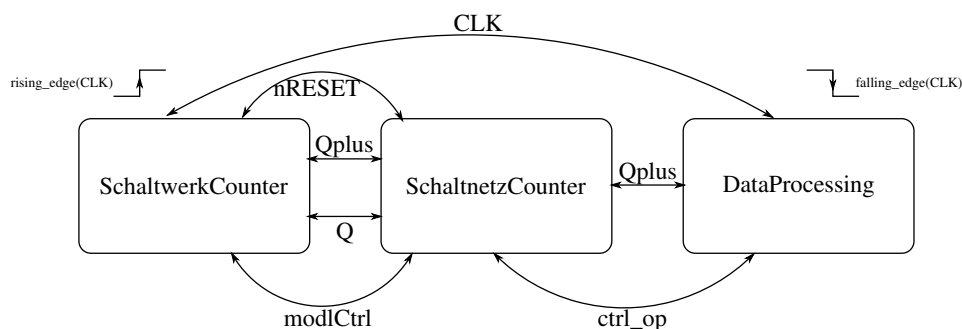 CLK
rising_edge(CLK)
nRESET
falling_edge(CLK)
SchaltwerkCounter
Qplus
Q
SchaltnetzCounter
Qplus
DataProcessing
modlCtrl
ctrl_op